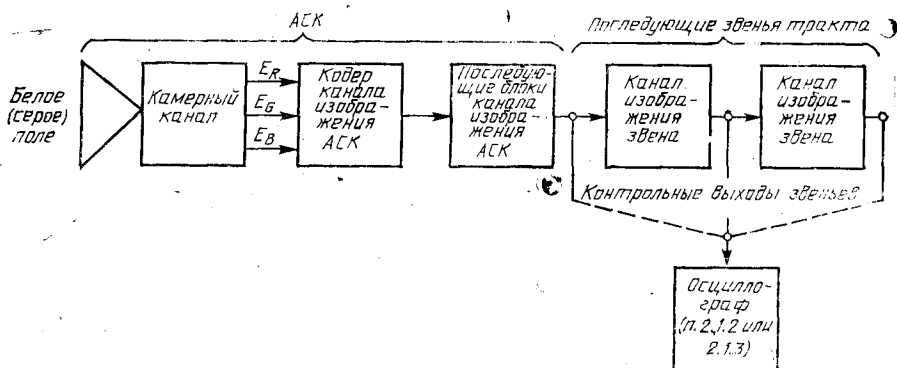 АСК
Последующие звенья тракта
Белое
(серое)
поле
Камерный
канал
E_R
E_G
E_B
Кодер
канала
изобра-
жения
АСК
Последую-
щие блоки
канала
изобра-
жения
АСК
Канал
изобра-
жения
звена
Канал
изобра-
жения
звена
Контрольные выходы звеньев
Осцилло-
граф
(п. 2.1.2 или
2.1.3)